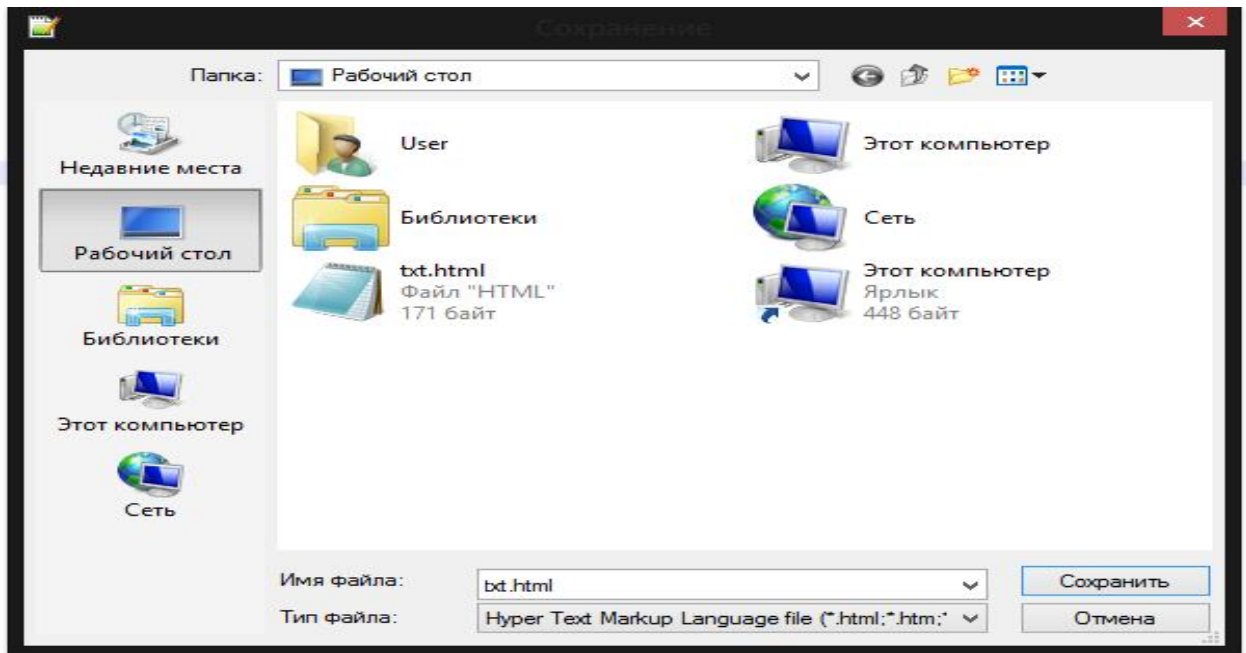 Сохранение
Папка:
Рабочий стол
Недавние места
Рабочий стол
Библиотеки
Этот компьютер
Сеть
User
Этот компьютер
Библиотеки
Сеть
txt.html
Файл "HTML"
171 байт
Этот компьютер
Ярлык
448 байт
Имя файла:
txt.html
Сохранить
Тип файла:
Hyper Text Markup Language file (*.html;*.htm;*
Отмена